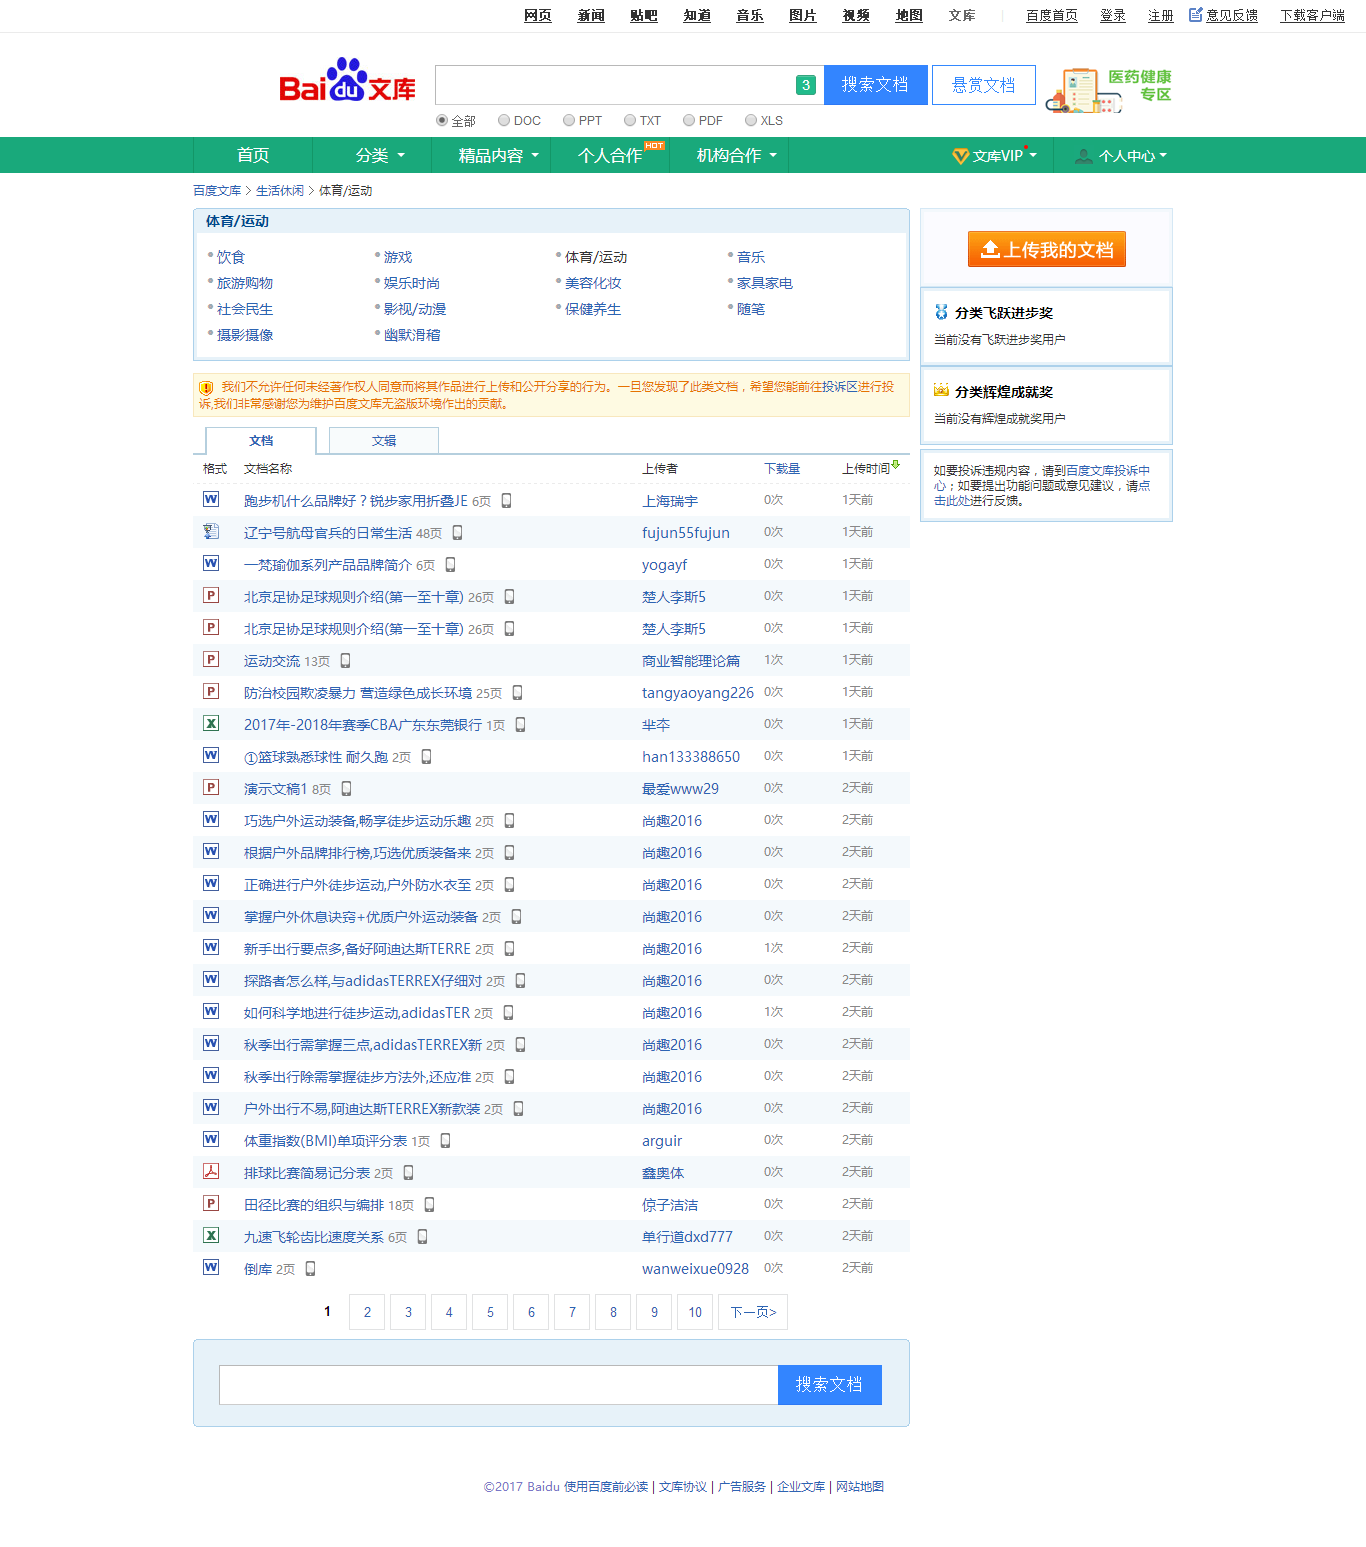 网页 新闻 贴吧 知道 音乐 图片 视频 地图 文库 | 百度首页 登录 注册 意见反馈 下载客户端
Bai du 文库 3 搜索文档 悬赏文档 医药健康
专区
全部 DOC PPT TXT PDF XLS
首页 分类 精品内容 个人合作 HOT 机构合作 文库VIP 个人中心
百度文库 > 生活休闲 > 体育/运动
体育/运动
饮食 游戏 体育/运动 音乐
旅游购物 娱乐时尚 美容化妆 家具家电
社会民生 影视/动漫 保健养生 随笔
摄影摄像 幽默滑稽
上传我的文档
分类飞跃进步奖
当前没有飞跃进步奖用户
分类辉煌成就奖
当前没有辉煌成就奖用户
如要投诉违规内容，请到百度文库投诉中
心；如要提出功能问题或意见建议，请点
击此处进行反馈。
我们不允许任何未经著作权人同意而将其作品进行上传和公开分享的行为。一旦您发现了此类文档，希望您能前往投诉区进行投
诉,我们非常感谢您为维护百度文库无盗版环境作出的贡献。
文档 文辑
格式 文档名称 上传者 下载量 上传时间
跑步机什么品牌好？锐步家用折叠JE 6页 上海瑞宇 0次 1天前
辽宁号航母官兵的日常生活 48页 fujun55fujun 0次 1天前
一梵瑜伽系列产品品牌简介 6页 yogayf 0次 1天前
北京足协足球规则介绍(第一至十章) 26页 楚人李斯5 0次 1天前
北京足协足球规则介绍(第一至十章) 26页 楚人李斯5 0次 1天前
运动交流 13页 商业智能理论篇 1次 1天前
防治校园欺凌暴力 营造绿色成长环境 25页 tangyaoyang226 0次 1天前
2017年-2018年赛季CBA广东东莞银行 1页 0次 1天前
①篮球熟悉球性 耐久跑 2页 han133388650 0次 1天前
演示文稿1 8页 最爱www29 0次 2天前
巧选户外运动装备,畅享徒步运动乐趣 2页 尚趣2016 0次 2天前
根据户外品牌排行榜,巧选优质装备来 2页 尚趣2016 0次 2天前
正确进行户外徒步运动,户外防水衣至 2页 尚趣2016 0次 2天前
掌握户外休息诀窍+优质户外运动装备 2页 尚趣2016 0次 2天前
新手出行要点多,备好阿迪达斯TERRE 2页 尚趣2016 1次 2天前
探路者怎么样,与adidasTERREX仔细对 2页 尚趣2016 0次 2天前
如何科学地进行徒步运动,adidasTER 2页 尚趣2016 1次 2天前
秋季出行需掌握三点,adidasTERREX新 2页 尚趣2016 0次 2天前
秋季出行除需掌握徒步方法外,还应准 2页 尚趣2016 0次 2天前
户外出行不易,阿迪达斯TERREX新款装 2页 尚趣2016 0次 2天前
体重指数(BMI)单项评分表 1页 arguir 0次 2天前
排球比赛简易记分表 2页 鑫奥体 0次 2天前
田径比赛的组织与编排 18页 倞子洁洁 0次 2天前
九速飞轮齿比速度关系 6页 单行道dxd777 0次 2天前
倒库 2页 wanweixue0928 0次 2天前
1 2 3 4 5 6 7 8 9 10 下一页>
搜索文档
©2017 Baidu 使用百度前必读 | 文库协议 | 广告服务 | 企业文库 | 网站地图